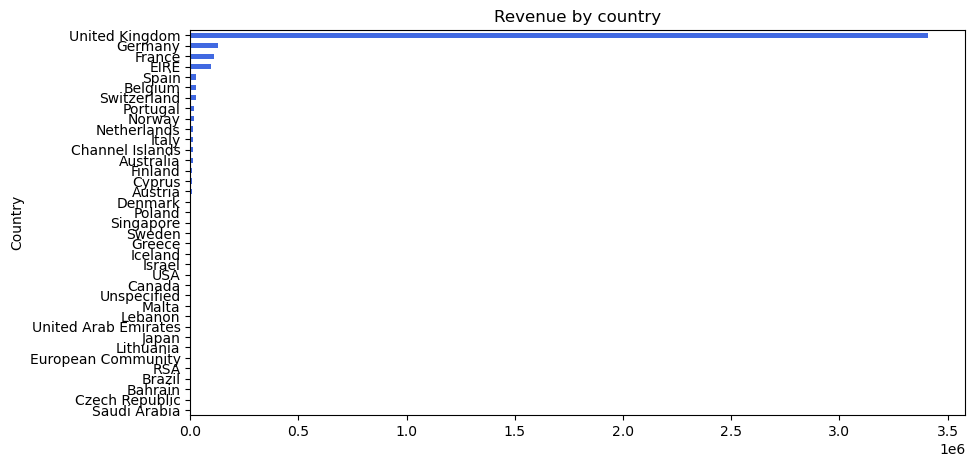 Revenue by country
United Kingdom
Germany
France
EIRE
Spain
Belgium
Switzerland
Portugal
Norway
Netherlands
Italy
Channel Islands
Australia
Finland
Cyprus
Austria
Denmark
Poland
Singapore
Sweden
Greece
Iceland
Israel
USA
Canada
Unspecified
Malta
Lebanon
United Arab Emirates
Japan
Lithuania
European Community
RSA
Brazil
Bahrain
Czech Republic
Saudi Arabia
Country
0.0 0.5 1.0 1.5 2.0 2.5 3.0 3.5
1e6